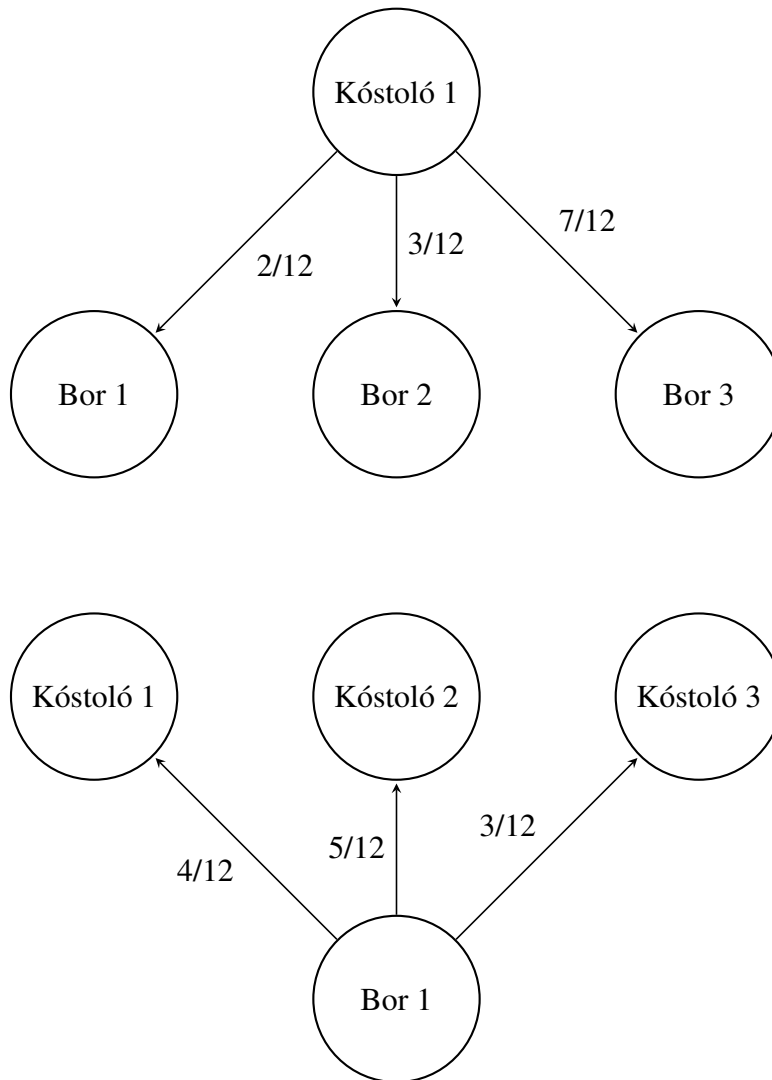 Kóstoló 1
2/12
3/12
7/12
Bor 1
Bor 2
Bor 3
Kóstoló 1
Kóstoló 2
Kóstoló 3
4/12
5/12
3/12
Bor 1